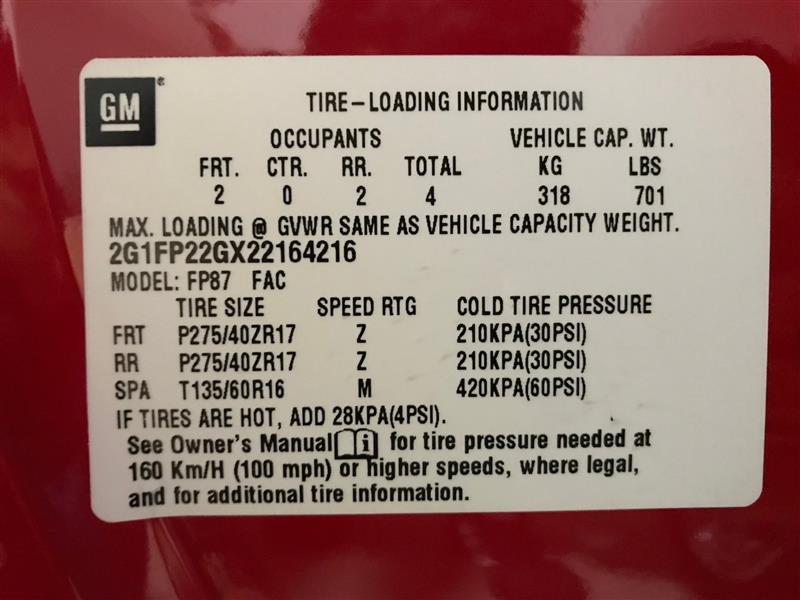 GM
TIRE-LOADING INFORMATION
OCCUPANTS VEHICLE CAP. WT.
FRT. CTR. RR. TOTAL KG LBS
2 0 2 4 318 701
MAX. LOADING @ GVWR SAME AS VEHICLE CAPACITY WEIGHT.
2G1FP22GX22164216
MODEL: FP87 FAC
TIRE SIZE SPEED RTG COLD TIRE PRESSURE
FRT P275/40ZR17 Z 210KPA(30PSI)
RR P275/40ZR17 Z 210KPA(30PSI)
SPA T135/60R16 M 420KPA(60PSI)
IF TIRES ARE HOT, ADD 28KPA(4PSI).
See Owner's Manual i for tire pressure needed at
160 Km/H (100 mph) or higher speeds, where legal,
and for additional tire information.